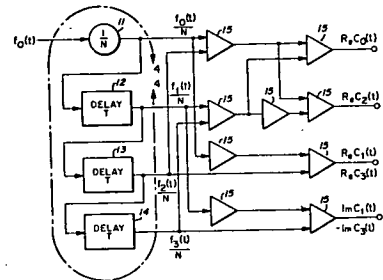 f₀(t)
1/N
11
f₀(t)/N
15
15
RₑC₀(t)
4
4
12
DELAY
T
f₁(t)/N
15
15
15
RₑC₂(t)
13
DELAY
T
f₂(t)/N
15
15
RₑC₁(t)
RₑC₃(t)
14
DELAY
T
f₃(t)/N
15
15
ImC₁(t)
-ImC₃(t)